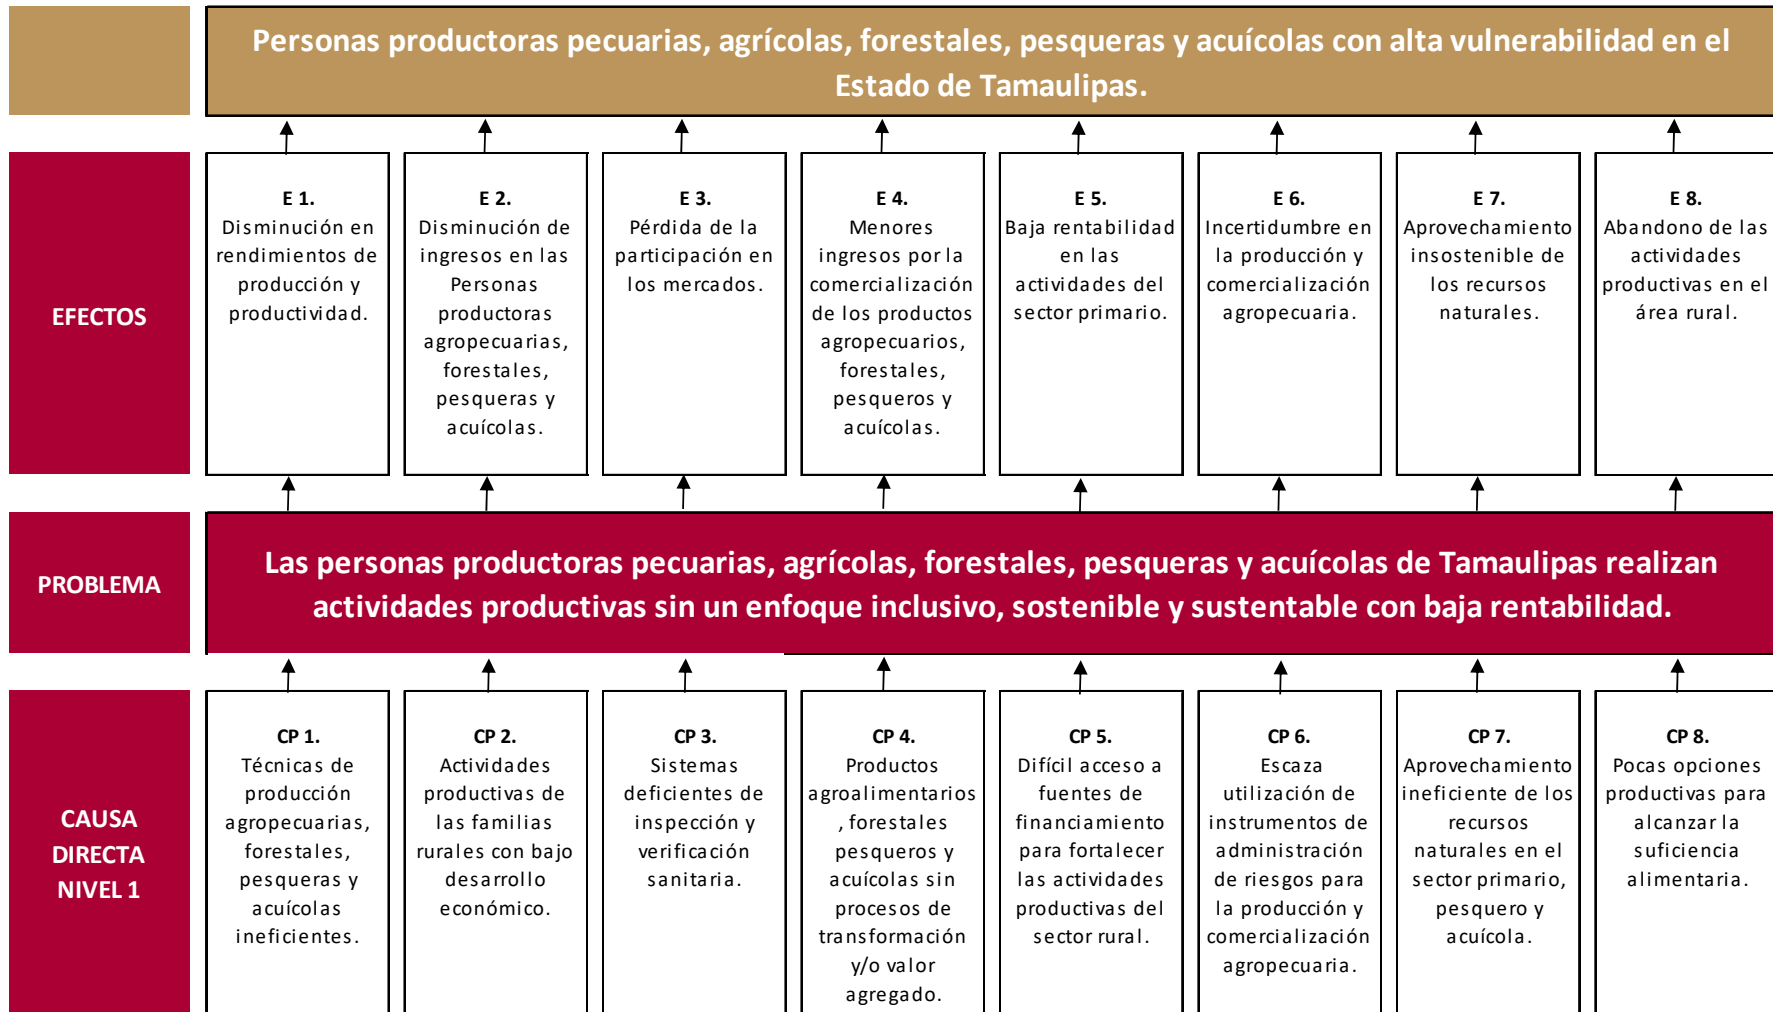 Personas productoras pecuarias, agrícolas, forestales, pesqueras y acuícolas con alta vulnerabilidad en el
Estado de Tamaulipas.
EFECTOS
E 1.
Disminución en
rendimientos de
producción y
productividad.
E 2.
Disminución de
ingresos en las
Personas
productoras
agropecuarias,
forestales,
pesqueras y
acuícolas.
E 3.
Pérdida de la
participación en
los mercados.
E 4.
Menores
ingresos por la
comercialización
de los productos
agropecuarios,
forestales,
pesqueros y
acuícolas.
E 5.
Baja rentabilidad
en las
actividades del
sector primario.
E 6.
Incertidumbre en
la producción y
comercialización
agropecuaria.
E 7.
Aprovechamiento
insostenible de
los recursos
naturales.
E 8.
Abandono de las
actividades
productivas en el
área rural.
PROBLEMA
Las personas productoras pecuarias, agrícolas, forestales, pesqueras y acuícolas de Tamaulipas realizan
actividades productivas sin un enfoque inclusivo, sostenible y sustentable con baja rentabilidad.
CAUSA
DIRECTA
NIVEL 1
CP 1.
Técnicas de
producción
agropecuarias,
forestales,
pesqueras y
acuícolas
ineficientes.
CP 2.
Actividades
productivas de
las familias
rurales con bajo
desarrollo
económico.
CP 3.
Sistemas
deficientes de
inspección y
verificación
sanitaria.
CP 4.
Productos
agroalimentarios
, forestales
pesqueros y
acuícolas sin
procesos de
transformación
y/o valor
agregado.
CP 5.
Difícil acceso a
fuentes de
financiamiento
para fortalecer
las actividades
productivas del
sector rural.
CP 6.
Escaza
utilización de
instrumentos de
administración
de riesgos para
la producción y
comercialización
agropecuaria.
CP 7.
Aprovechamiento
ineficiente de los
recursos
naturales en el
sector primario,
pesquero y
acuícola.
CP 8.
Pocas opciones
productivas para
alcanzar la
suficiencia
alimentaria.